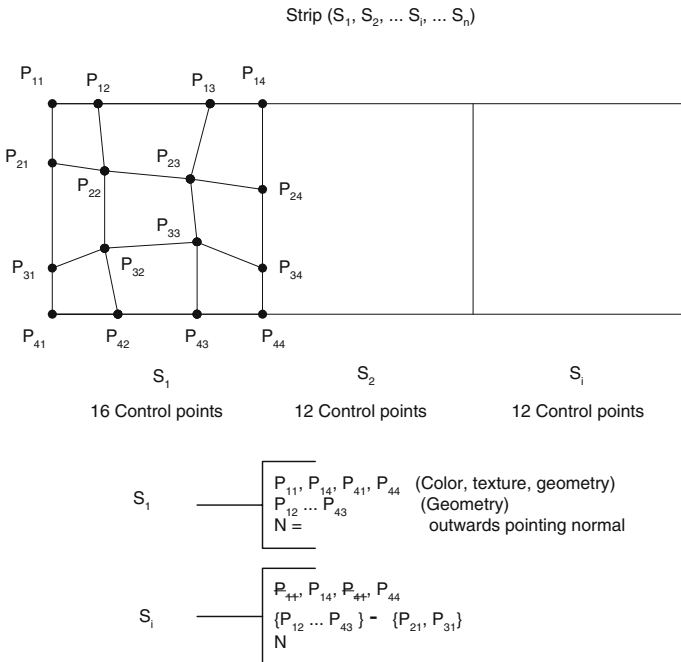 Strip (S₁, S₂, ... Sᵢ, ... Sₙ)
P₁₁ P₁₂ P₁₃ P₁₄
P₂₁ P₂₂ P₂₃ P₂₄
P₃₁ P₃₂ P₃₃ P₃₄
P₄₁ P₄₂ P₄₃ P₄₄
S₁ S₂ Sᵢ
16 Control points 12 Control points 12 Control points
S₁
P₁₁, P₁₄, P₄₁, P₄₄ (Color, texture, geometry)
P₁₂ ... P₄₃ (Geometry)
N = outwards pointing normal
Sᵢ
P₁₁, P₁₄, P₄₁, P₄₄
{P₁₂ ... P₄₃ } - {P₂₁, P₃₁}
N